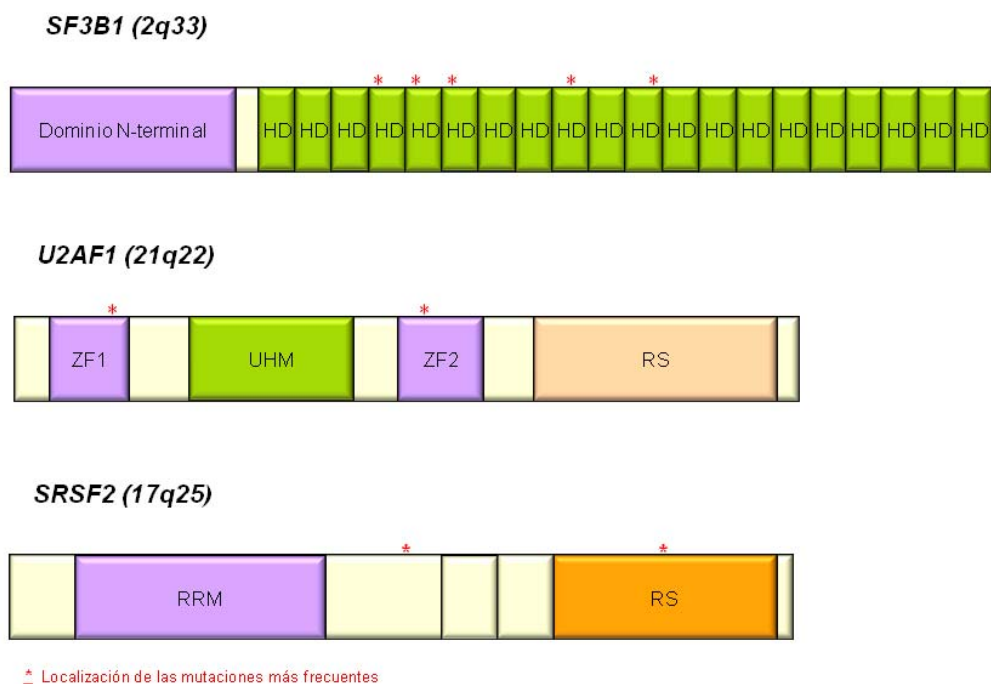 SF3B1 (2q33)
* * * * *
Dominio N-terminal HD HD HD HD HD HD HD HD HD HD HD HD HD HD HD HD HD HD HD HD
U2AF1 (21q22)
* *
ZF1 UHM ZF2 RS
SRSF2 (17q25)
* *
RRM RS
* Localización de las mutaciones más frecuentes